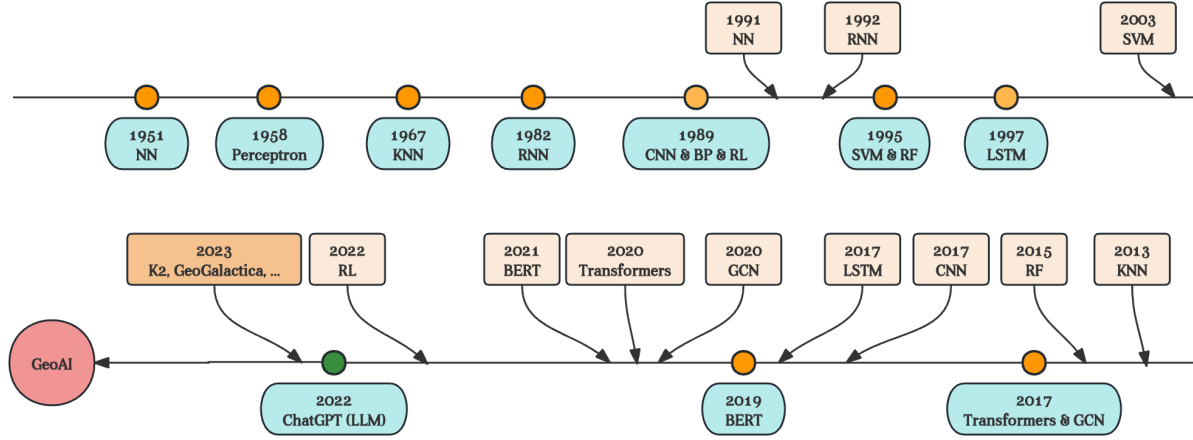 1991
NN
1992
RNN
2003
SVM
1951
NN
1958
Perceptron
1967
KNN
1982
RNN
1989
CNN & BP & RL
1995
SVM & RF
1997
LSTM
2023
K2, GeoGalactica, ...
2022
RL
2021
BERT
2020
Transformers
2020
GCN
2017
LSTM
2017
CNN
2015
RF
2013
KNN
GeoAI
2022
ChatGPT (LLM)
2019
BERT
2017
Transformers & GCN